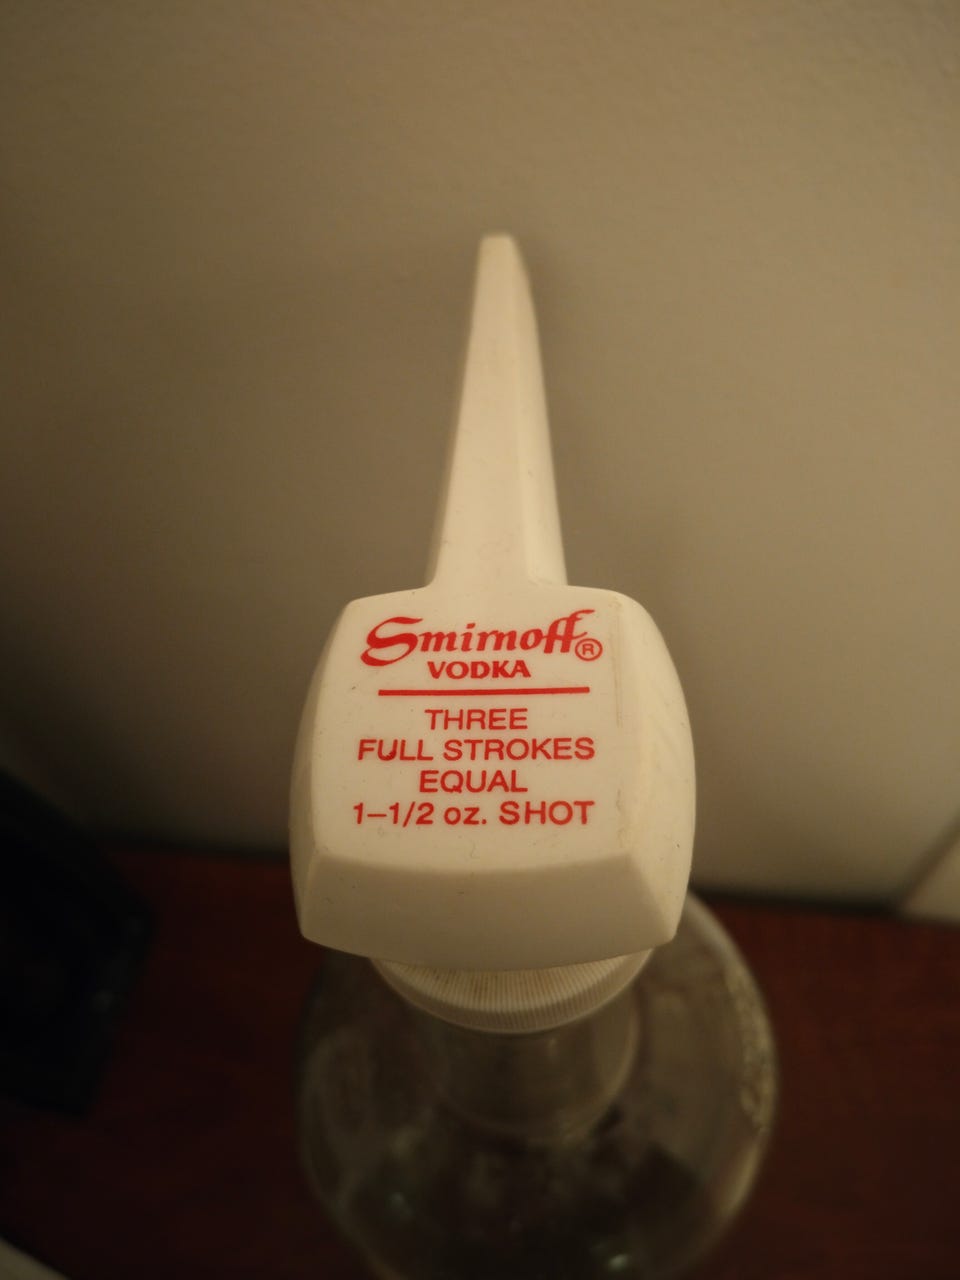 Smirnoff®
VODKA
THREE
FULL STROKES
EQUAL
1–1/2 oz. SHOT